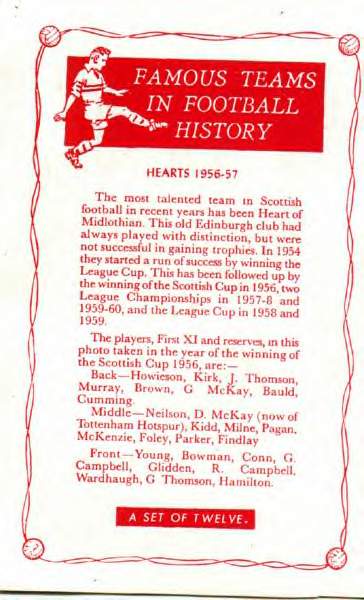 FAMOUS TEAMS
IN FOOTBALL
HISTORY
HEARTS 1956-57
The most talented team in Scottish
football in recent years has been Heart of
Midlothian. This old Edinburgh club had
always played with distinction, but were
not successful in gaining trophies. In 1954
they started a run of success by winning the
League Cup. This has been followed up by
the winning of the Scottish Cup in 1956, two
League Championships in 1957-8 and
1959-60, and the League Cup in 1958 and
1959.
The players, First XI and reserves, in this
photo taken in the year of the winning of
the Scottish Cup 1956, are:—
Back—Howieson, Kirk, J. Thomson,
Murray, Brown, G McKay, Bauld,
Cumming
Middle—Neilson, D. McKay (now of
Tottenham Hotspur), Kidd, Milne, Pagan,
McKenzie, Foley, Parker, Findlay
Front—Young, Bowman, Conn, G.
Campbell, Glidden, R. Campbell,
Wardhaugh, G Thomson, Hamilton.
A SET OF TWELVE.